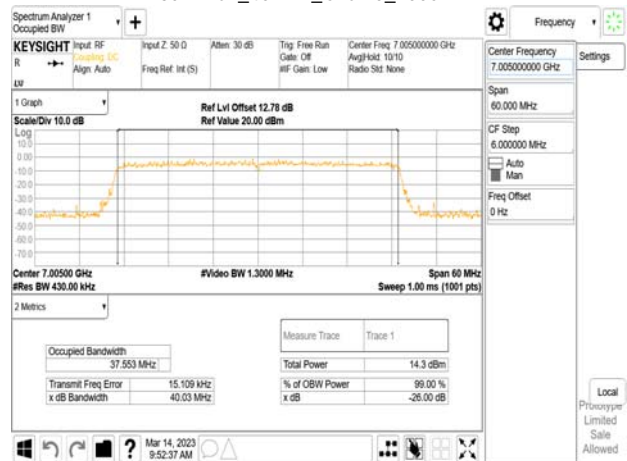 Spectrum Analyzer 1
Occupied BW
Frequency
KEYSIGHT
R
Input: RF
Coupling: DC
Align: Auto
Input Z: 50 Ω
Freq Ref: Int (S)
Atten: 30 dB
Trig: Free Run
Gate: Off
#IF Gain: Low
Center Freq: 7.005000000 GHz
Avg|Hold: 10/10
Radio Std: None
Center Frequency
7.005000000 GHz
Settings
Span
60.000 MHz
CF Step
6.000000 MHz
Auto
Man
Freq Offset
0 Hz
1 Graph
Scale/Div 10.0 dB
Ref Lvl Offset 12.78 dB
Ref Value 20.00 dBm
Log
10.0
0.00
-10.0
-20.0
-30.0
-40.0
-50.0
-60.0
-70.0
Center 7.00500 GHz
#Res BW 430.00 kHz
#Video BW 1.3000 MHz
Span 60 MHz
Sweep 1.00 ms (1001 pts)
2 Metrics
Measure Trace
Trace 1
Occupied Bandwidth
37.553 MHz
Total Power
14.3 dBm
Transmit Freq Error
15.109 kHz
% of OBW Power
99.00 %
x dB Bandwidth
40.03 MHz
x dB
-26.00 dB
Local
Prototype
Limited
Sale
Allowed
?
Mar 14, 2023
9:52:37 AM